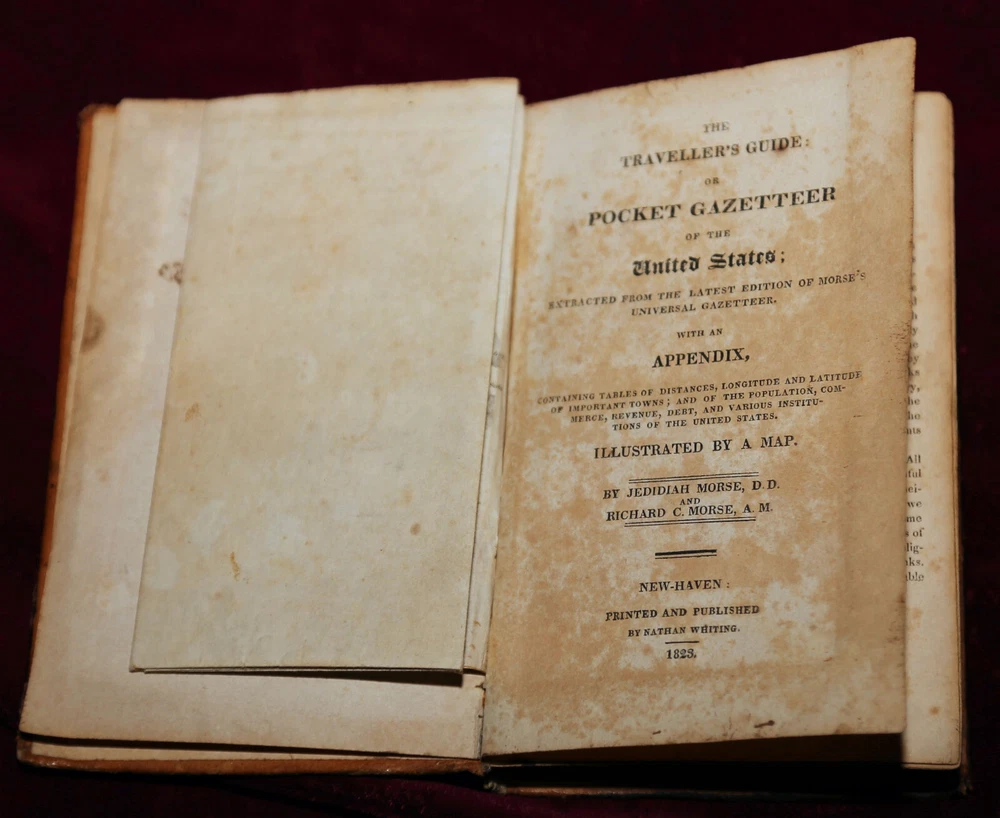 THE
TRAVELLER'S GUIDE:
OR
POCKET GAZETTEER
OF THE
United States;
EXTRACTED FROM THE LATEST EDITION OF MORSE'S
UNIVERSAL GAZETTEER.
WITH AN
APPENDIX,
CONTAINING TABLES OF DISTANCES, LONGITUDE AND LATITUDE
OF IMPORTANT TOWNS; AND OF THE POPULATION, COM-
MERCE, REVENUE, DEBT, AND VARIOUS INSTITU-
TIONS OF THE UNITED STATES.
ILLUSTRATED BY A MAP.
BY JEDIDIAH MORSE, D. D.
AND
RICHARD C. MORSE, A. M.
NEW-HAVEN:
PRINTED AND PUBLISHED
BY NATHAN WHITING.
1823.
All
we
of